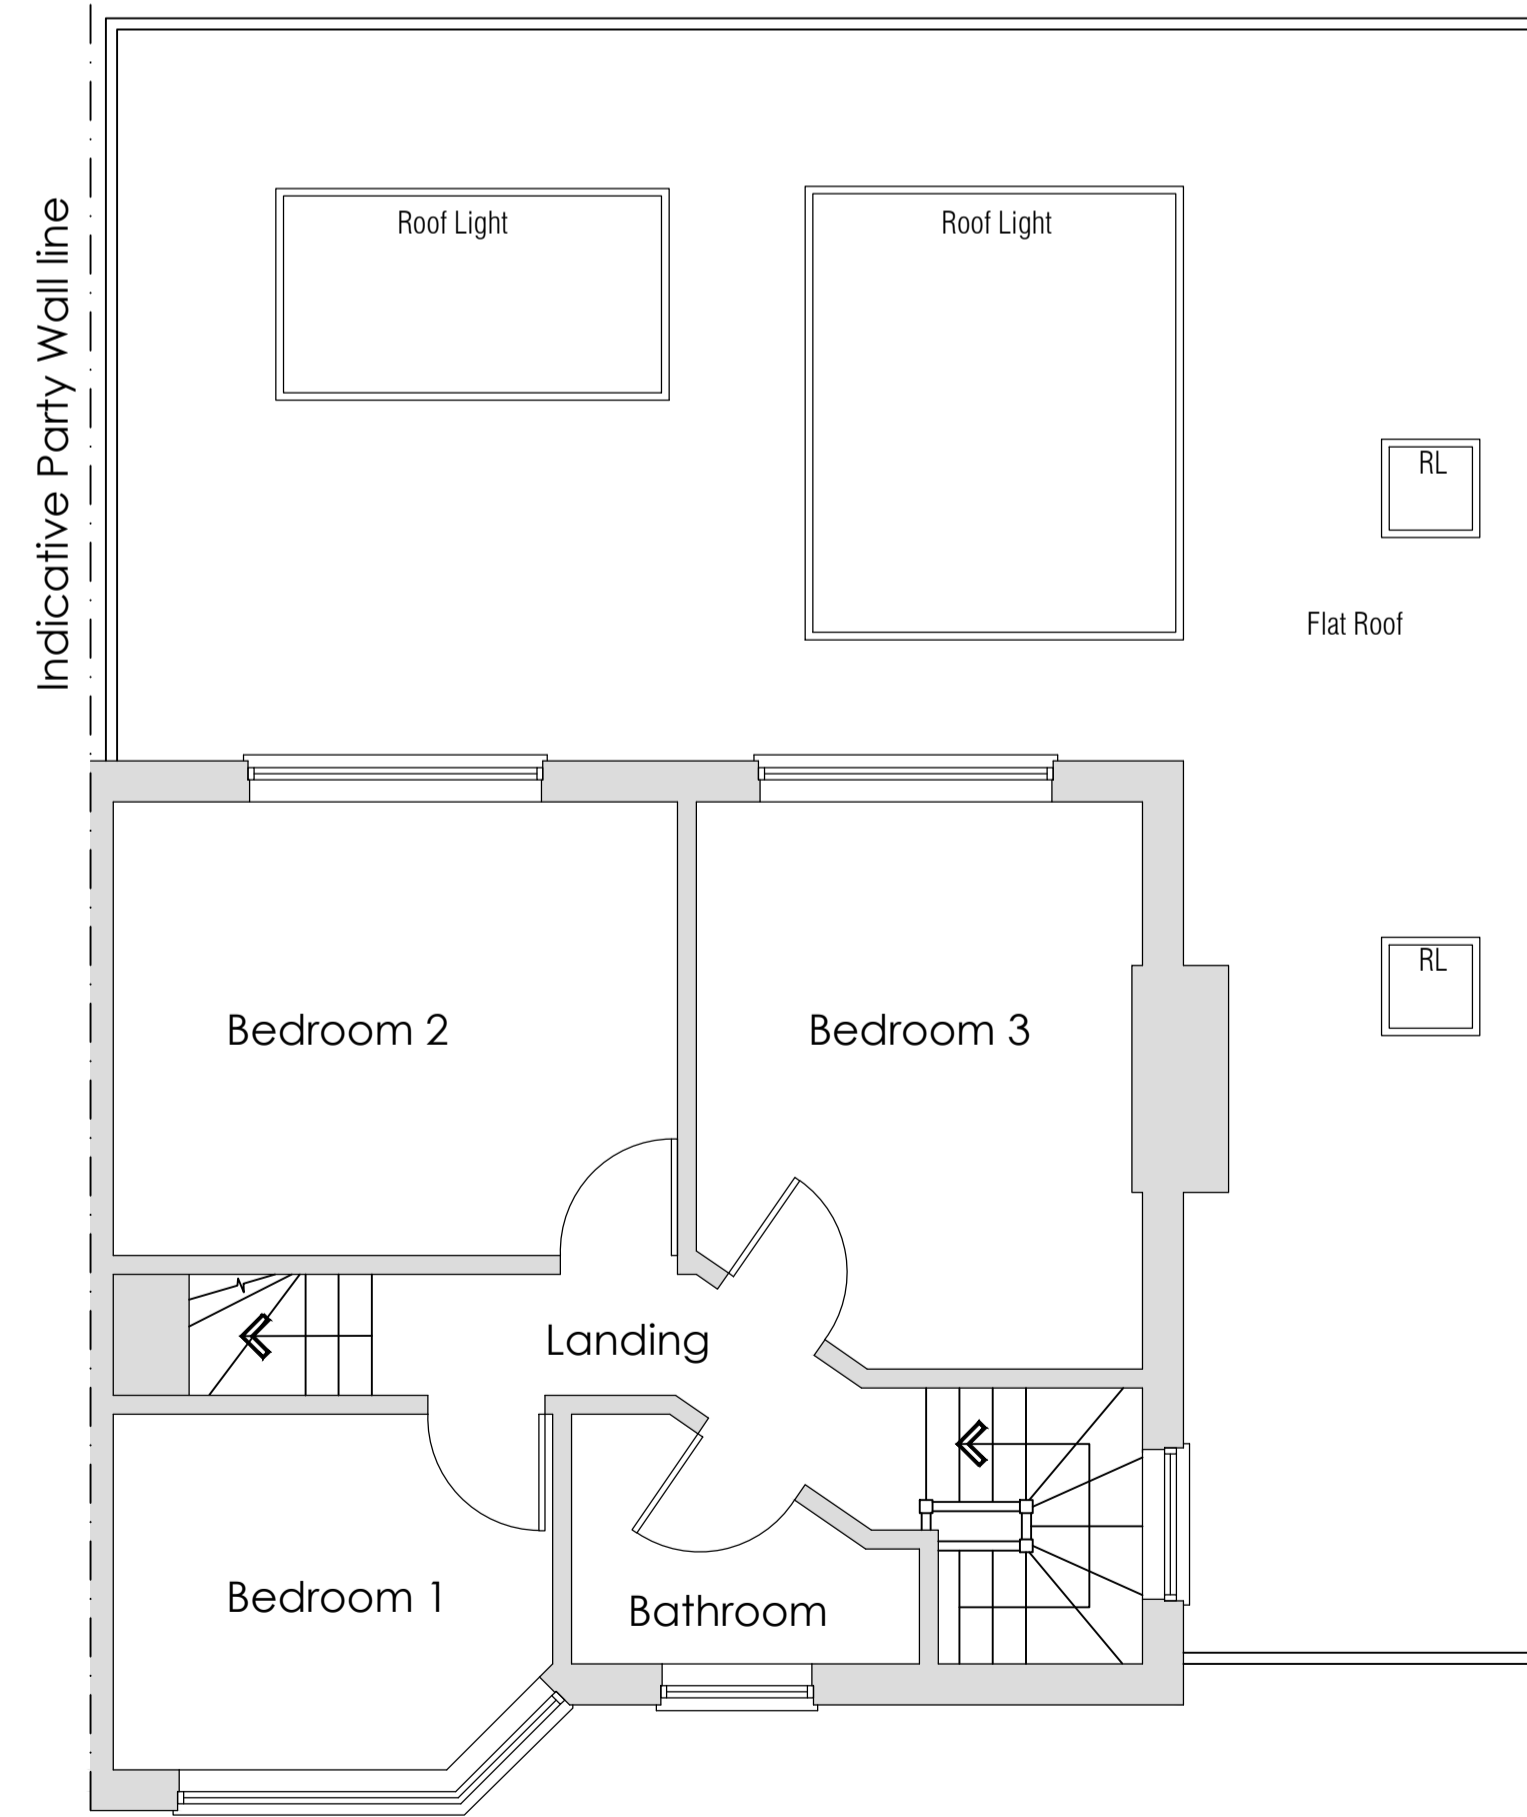 Indicative Party Wall line
Roof Light
Roof Light
RL
Flat Roof
RL
Bedroom 2
Bedroom 3
Landing
Bedroom 1
Bathroom